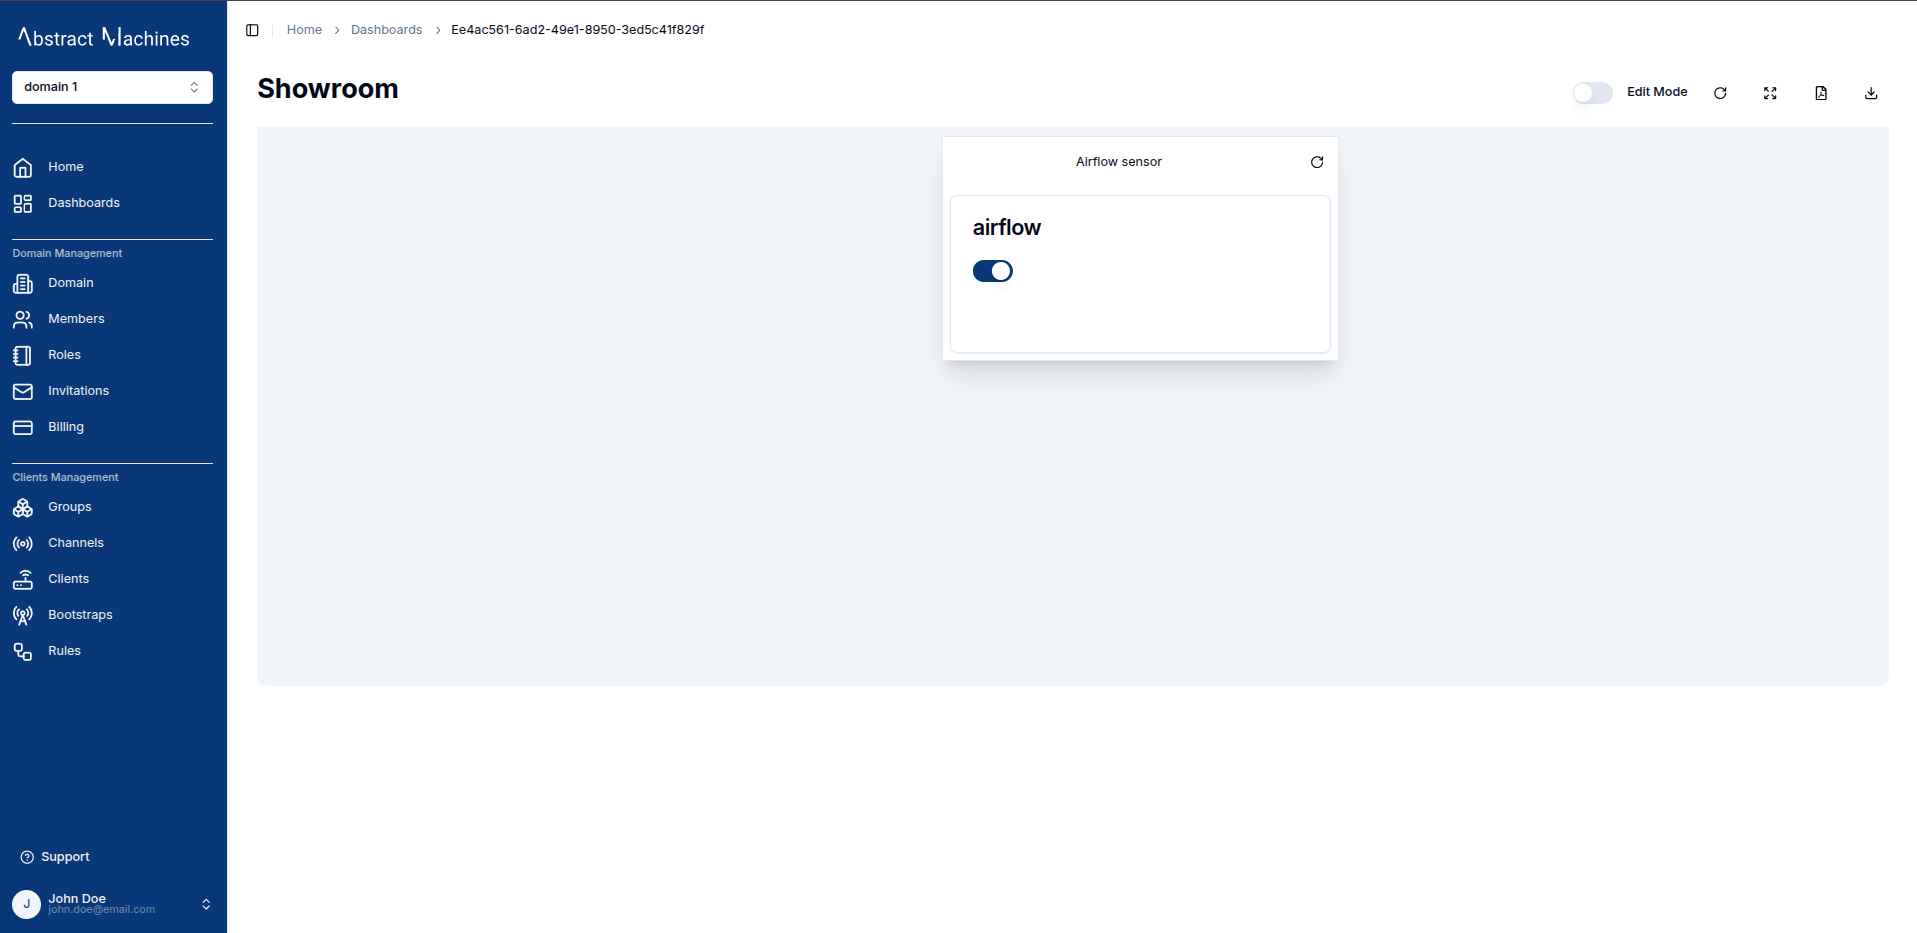 Abstract Machines
domain 1
Home
Dashboards
Domain Management
Domain
Members
Roles
Invitations
Billing
Clients Management
Groups
Channels
Clients
Bootstraps
Rules
Support
J
John Doe
john.doe@email.com
Home > Dashboards > Ee4ac561-6ad2-49e1-8950-3ed5c41f829f
Showroom
Edit Mode
Airflow sensor
airflow